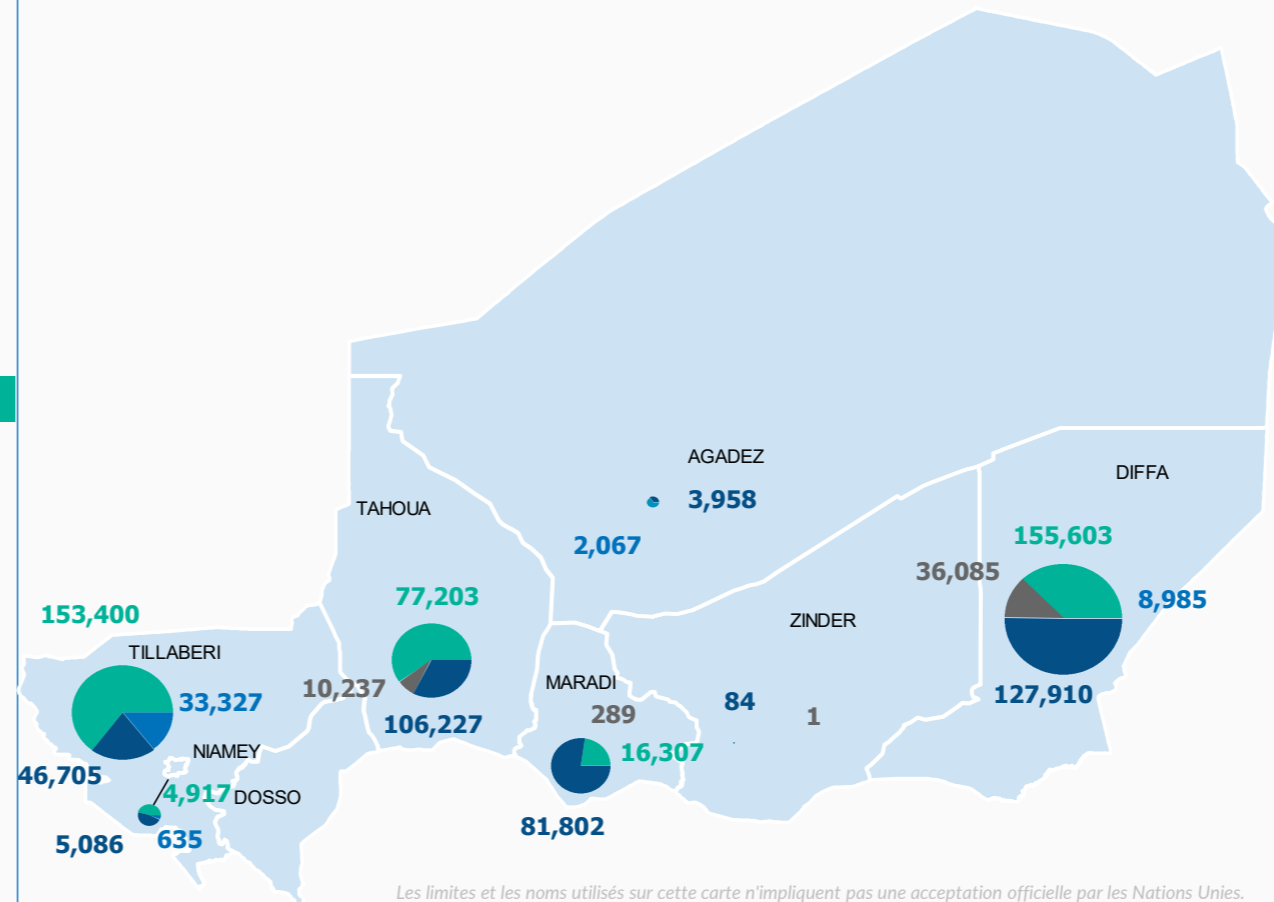 AGADEZ
3,958
2,067
DIFFA
155,603
36,085
8,985
127,910
TAHOUA
77,203
10,237
106,227
ZINDER
84
1
153,400
TILLABERI
33,327
46,705
MARADI
289
16,307
81,802
NIAMEY
4,917
5,086
635
DOSSO
Les limites et les noms utilisés sur cette carte n'impliquent pas une acceptation officielle par les Nations Unies.